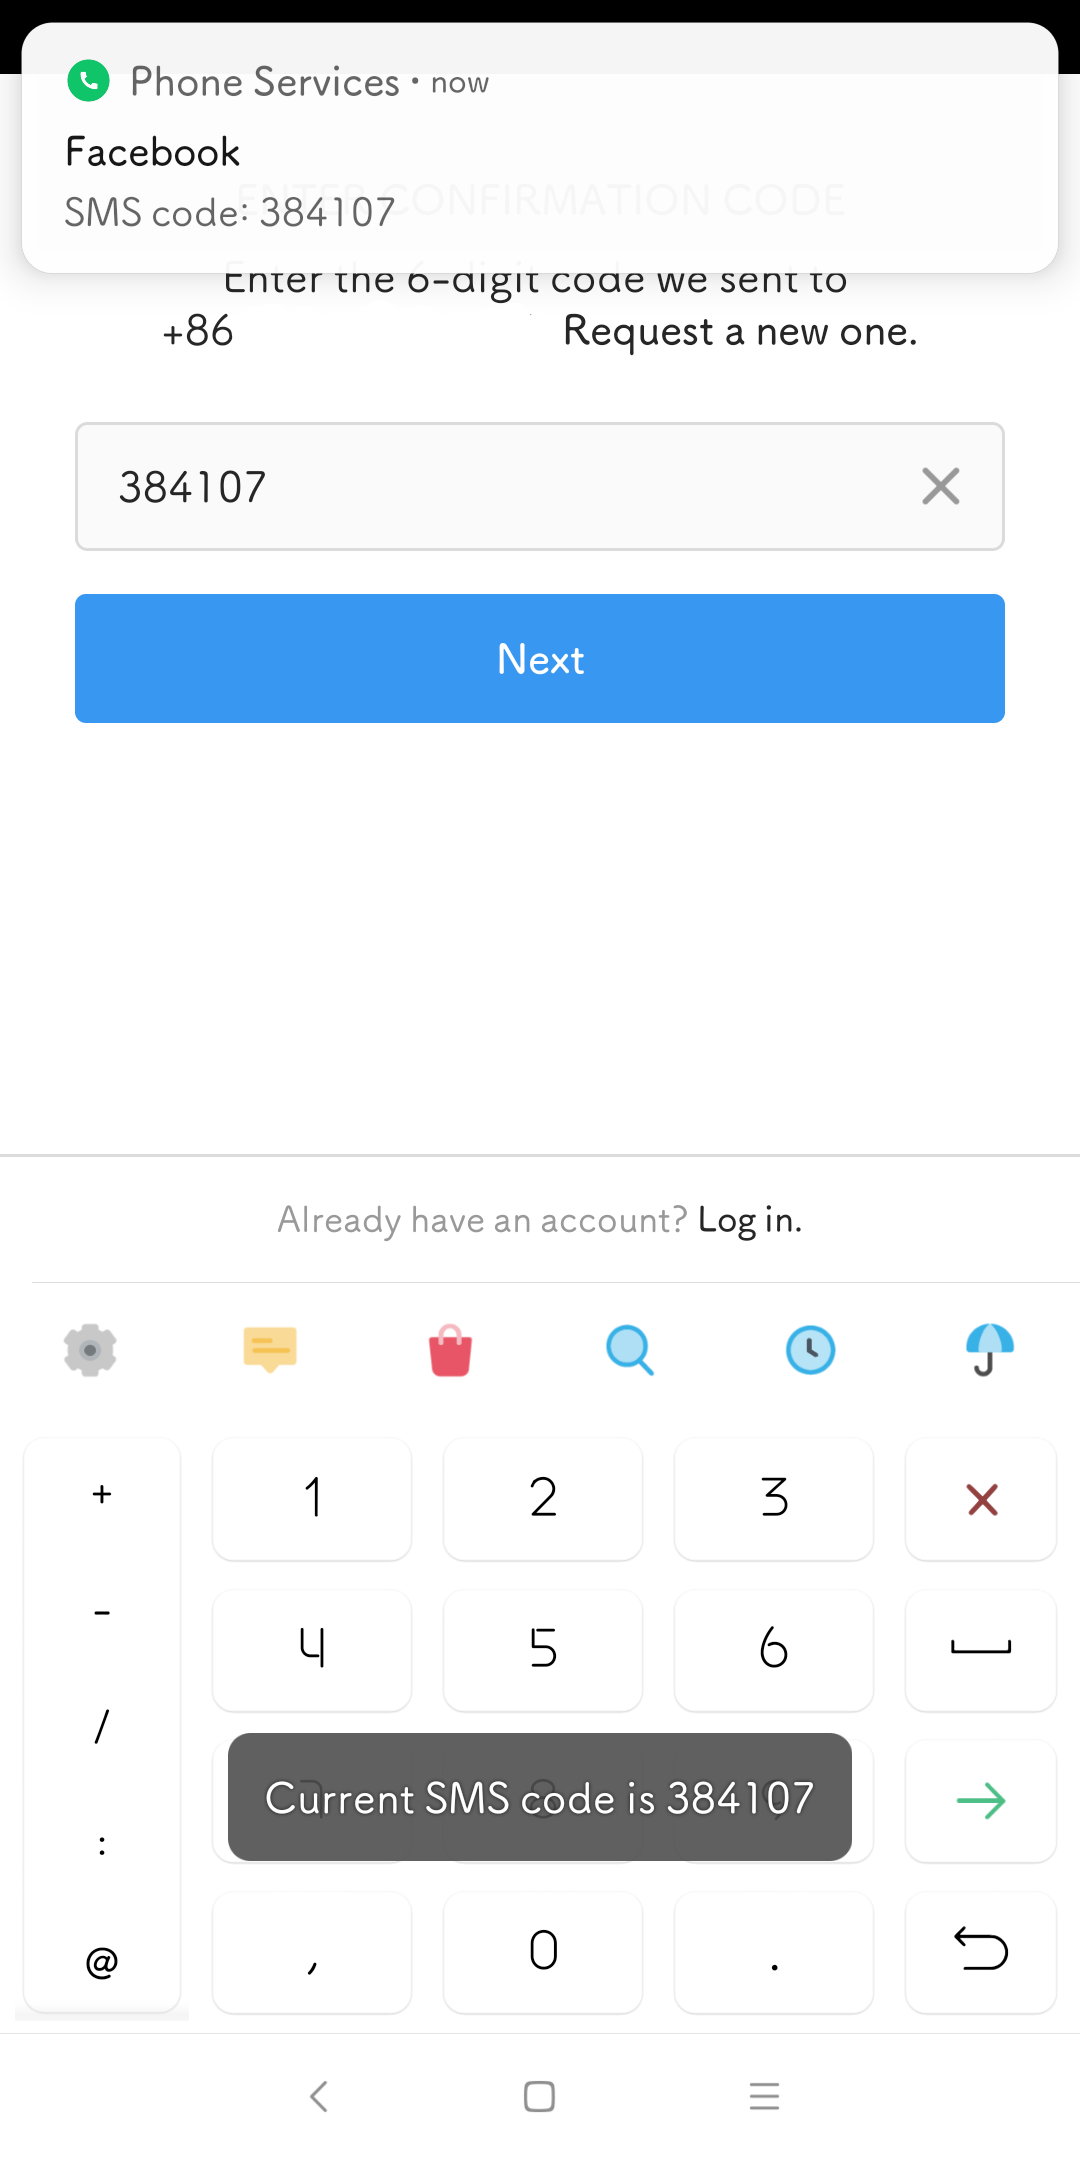 Phone Services • now
Facebook
SMS code: 384107
ENTER CONFIRMATION CODE
Enter the 6-digit code we sent to
+86 Request a new one.
384107
Next
Already have an account? Log in.
+ 1 2 3
- 4 5 6
/
Current SMS code is 384107
:
@ , 0 .